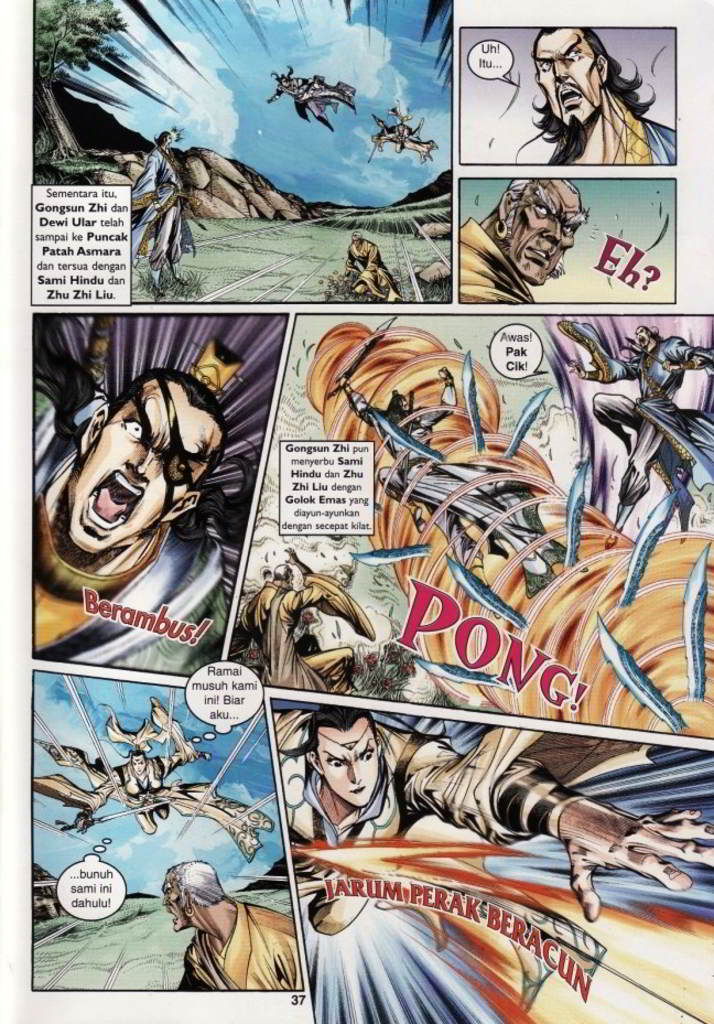 Sementara itu,
Gongsun Zhi dan
Dewi Ular telah
sampai ke Puncak
Patah Asmara
dan tersua dengan
Sami Hindu dan
Zhu Zhi Liu.
Uh!
Itu...
Eh?
Berambus!
Awas!
Pak
Cik!
Gongsun Zhi pun
menyerbu Sami
Hindu dan Zhu
Zhi Liu dengan
Golok Emas yang
diayun-ayunkan
dengan secepat kilat.
PONG!
Ramai
musuh kami
ini! Biar
aku...
...bunuh
sami ini
dahulu!
JARUM PERAK BERACUN
37